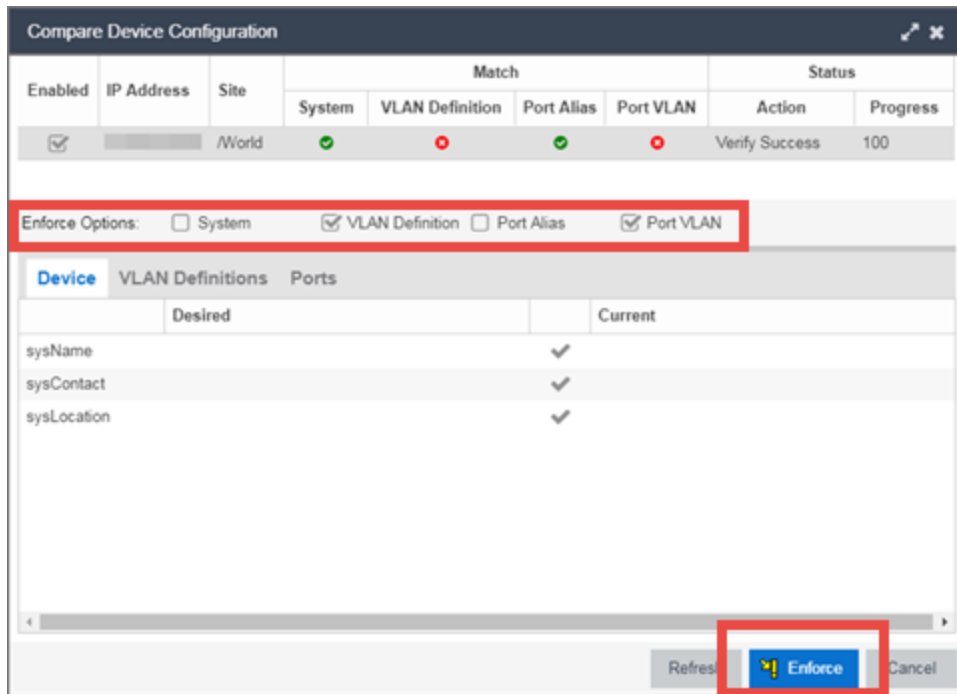 Compare Device Configuration
Enabled IP Address Site Match Status
System VLAN Definition Port Alias Port VLAN Action Progress
/World Verify Success 100
Enforce Options: System VLAN Definition Port Alias Port VLAN
Device VLAN Definitions Ports
Desired Current
sysName
sysContact
sysLocation
Refresh Enforce Cancel